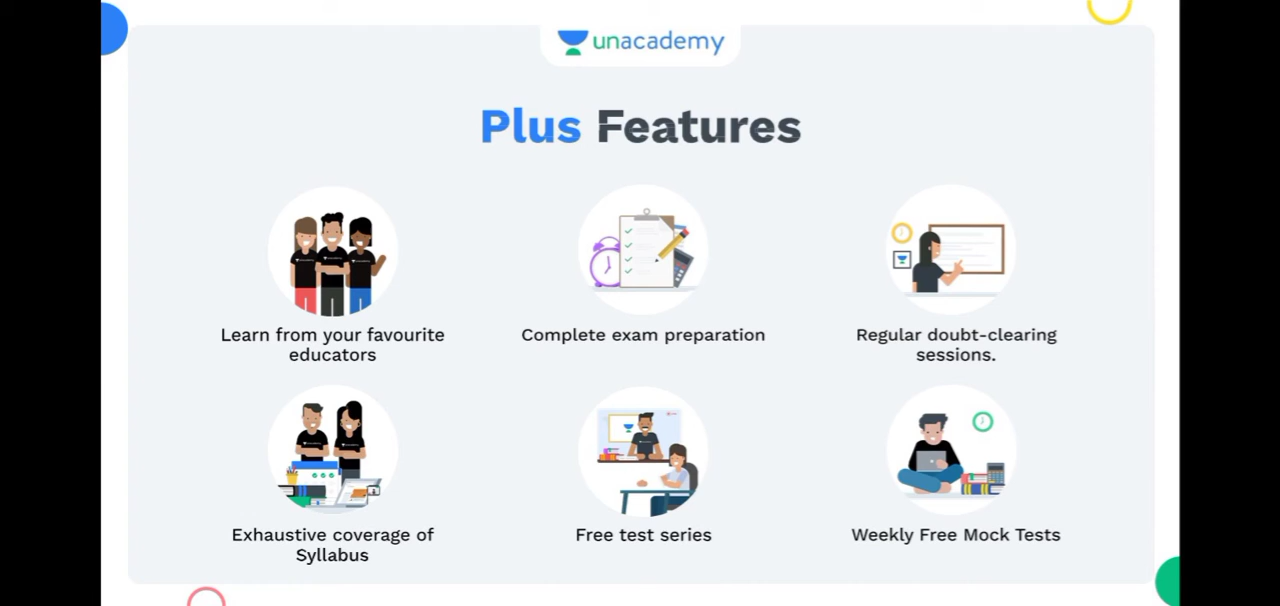 unacademy
Plus Features
Learn from your favourite
educators
Complete exam preparation
Regular doubt-clearing
sessions.
Exhaustive coverage of
Syllabus
Free test series
Weekly Free Mock Tests